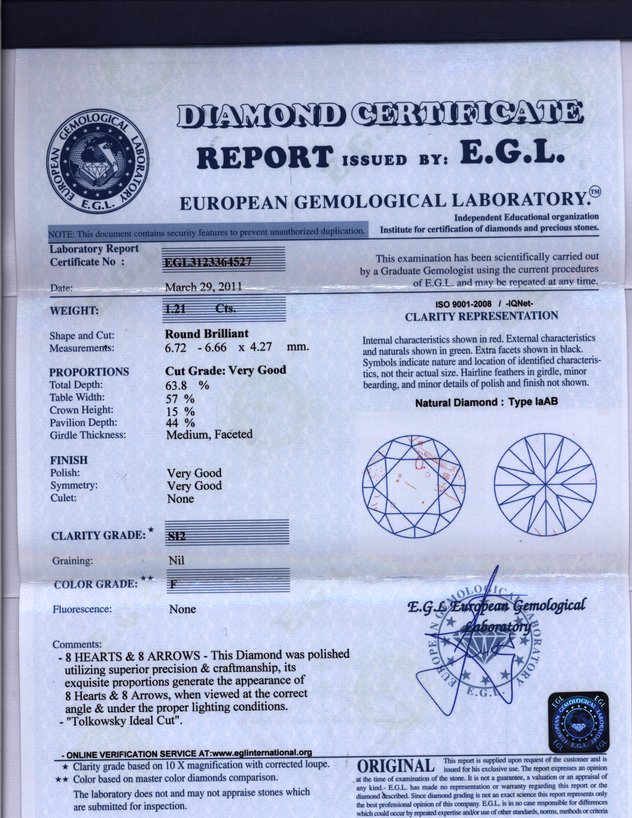 DIAMOND CERTIFICATE
REPORT ISSUED BY: E.G.L.
EUROPEAN GEMOLOGICAL LABORATORY.™
EUROPEAN GEMOLOGICAL LABORATORY
E.G.L.
Independent Educational organization
Institute for certification of diamonds and precious stones.
NOTE: This document contains security features to prevent unauthorized duplication.
Laboratory Report
Certificate No : EGL3123364527
Date: March 29, 2011
WEIGHT: 1.21 Cts.
Shape and Cut: Round Brilliant
Measurements: 6.72 - 6.66 x 4.27 mm.
PROPORTIONS Cut Grade: Very Good
Total Depth: 63.8 %
Table Width: 57 %
Crown Height: 15 %
Pavilion Depth: 44 %
Girdle Thickness: Medium, Faceted
FINISH
Polish: Very Good
Symmetry: Very Good
Culet: None
CLARITY GRADE: * SI2
Graining: Nil
COLOR GRADE: ** F
Fluorescence: None
Comments:
- 8 HEARTS & 8 ARROWS - This Diamond was polished
utilizing superior precision & craftmanship, its
exquisite proportions generate the appearance of
8 Hearts & 8 Arrows, when viewed at the correct
angle & under the proper lighting conditions.
- "Tolkowsky Ideal Cut".
- ONLINE VERIFICATION SERVICE AT:www.eglinternational.org
★ Clarity grade based on 10 X magnification with corrected loupe.
★★ Color based on master color diamonds comparison.
The laboratory does not and may not appraise stones which
are submitted for inspection.
This examination has been scientifically carried out
by a Graduate Gemologist using the current procedures
of E.G.L. and may be repeated at any time.
ISO 9001-2008 / -IQNet-
CLARITY REPRESENTATION
Internal characteristics shown in red. External characteristics
and naturals shown in green. Extra facets shown in black.
Symbols indicate nature and location of identified characteris-
tics, not their actual size. Hairline feathers in girdle, minor
bearding, and minor details of polish and finish not shown.
Natural Diamond : Type IaAB
E.G.L European Gemological
Laboratory
EUROPEAN GEMOLOGICAL LABORATORY
E.G.L.
EGL EGL
E.G.L.
EGL EGL
ORIGINAL This report is supplied upon request of the customer and is
issued for his exclusive use. The report expresses an opinion
at the time of examination of the stone. It is not a guarantee, a valuation or an appraisal of
any kind.- E.G.L. has made no representation or warranty regarding this report or the
diamond described. Since diamond grading is not an exact science this report represents only
the best professional opinion of this company. E.G.L. is in no case responsible for differences
which could occur by repeated expertise and/or use of other standards, norms, methods or criteria